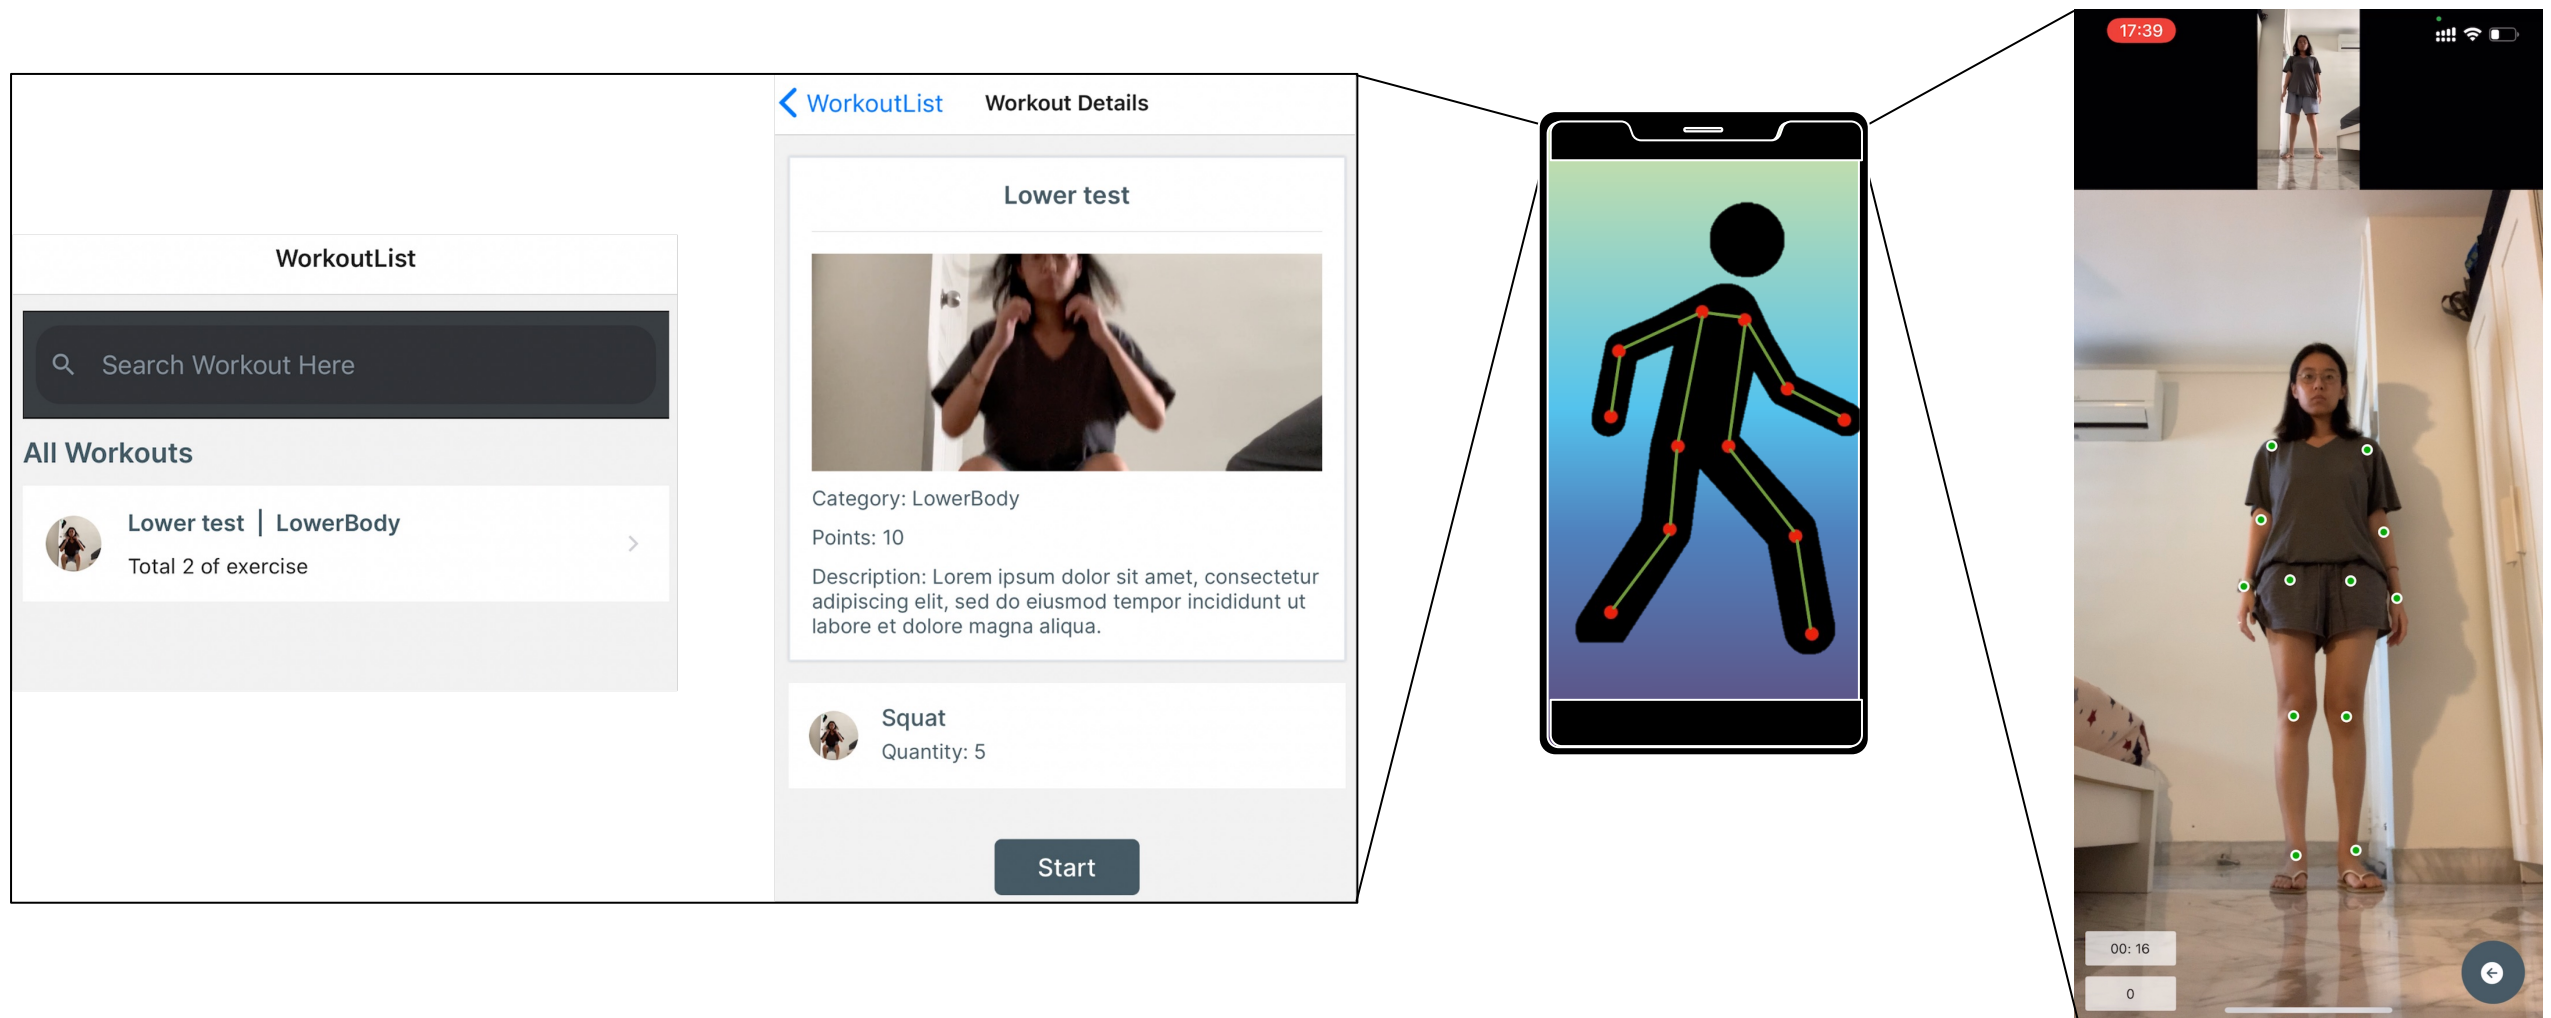 WorkoutList
Search Workout Here
All Workouts
Lower test | LowerBody
Total 2 of exercise
WorkoutList
Workout Details
Lower test
Category: LowerBody
Points: 10
Description: Lorem ipsum dolor sit amet, consectetur
adipiscing elit, sed do eiusmod tempor incididunt ut
labore et dolore magna aliqua.
Squat
Quantity: 5
Start
17:39
00: 16
0